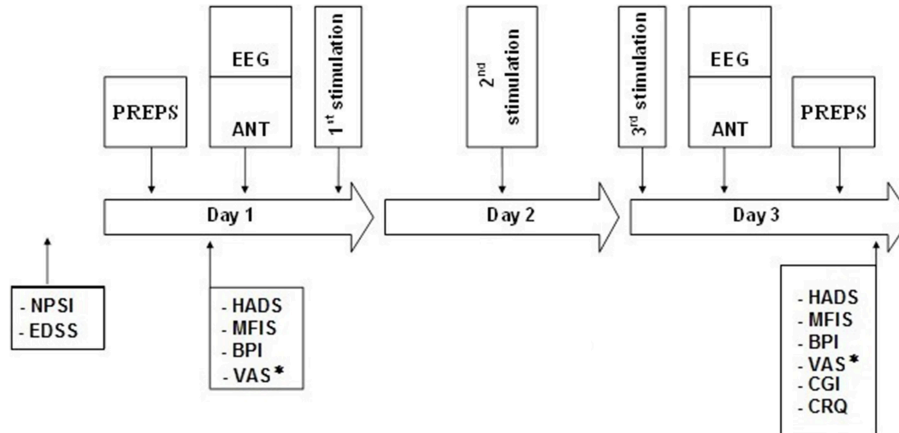 PREPS
EEG
ANT
1st stimulation
2nd
stimulation
3rd stimulation
EEG
ANT
PREPS
Day 1
Day 2
Day 3
- NPSI
- EDSS
- HADS
- MFIS
- BPI
- VAS*
- HADS
- MFIS
- BPI
- VAS*
- CGI
- CRQ